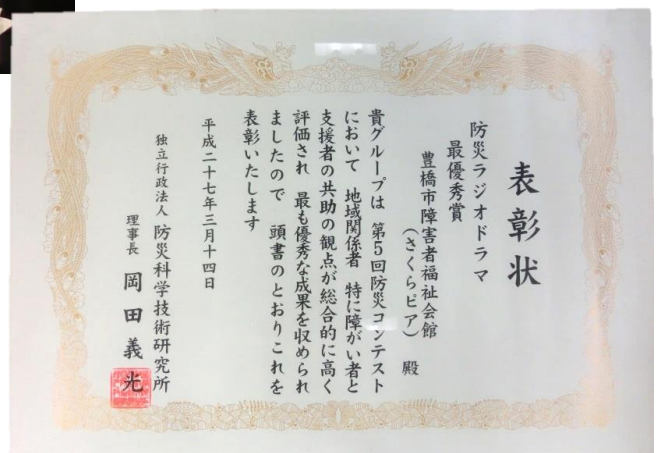 表彰状
防災ラジオドラマ
最優秀賞
豊橋市障害者福祉会館
(さくらピア) 殿
貴グループは 第5回防災コンテスト
において 地域関係者 特に障がい者と
支援者の共助の観点が総合的に高く
評価され 最も優秀な成果を収められ
ましたので 頭書のとおりこれを
表彰いたします
平成二十七年三月十四日
独立行政法人 防災科学技術研究所
理事長 岡田義光